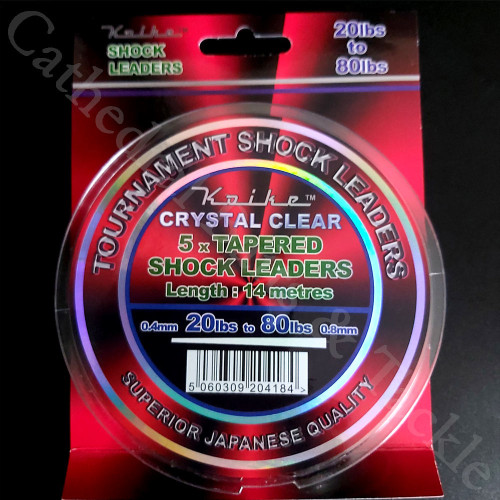 Koike
SHOCK
LEADERS
20lbs
to
80lbs
TOURNAMENT SHOCK LEADERS
Koike™
CRYSTAL CLEAR
5 x TAPERED
SHOCK LEADERS
Length : 14 metres
0.4mm 20lbs to 80lbs 0.8mm
5 060309 204184 >
SUPERIOR JAPANESE QUALITY